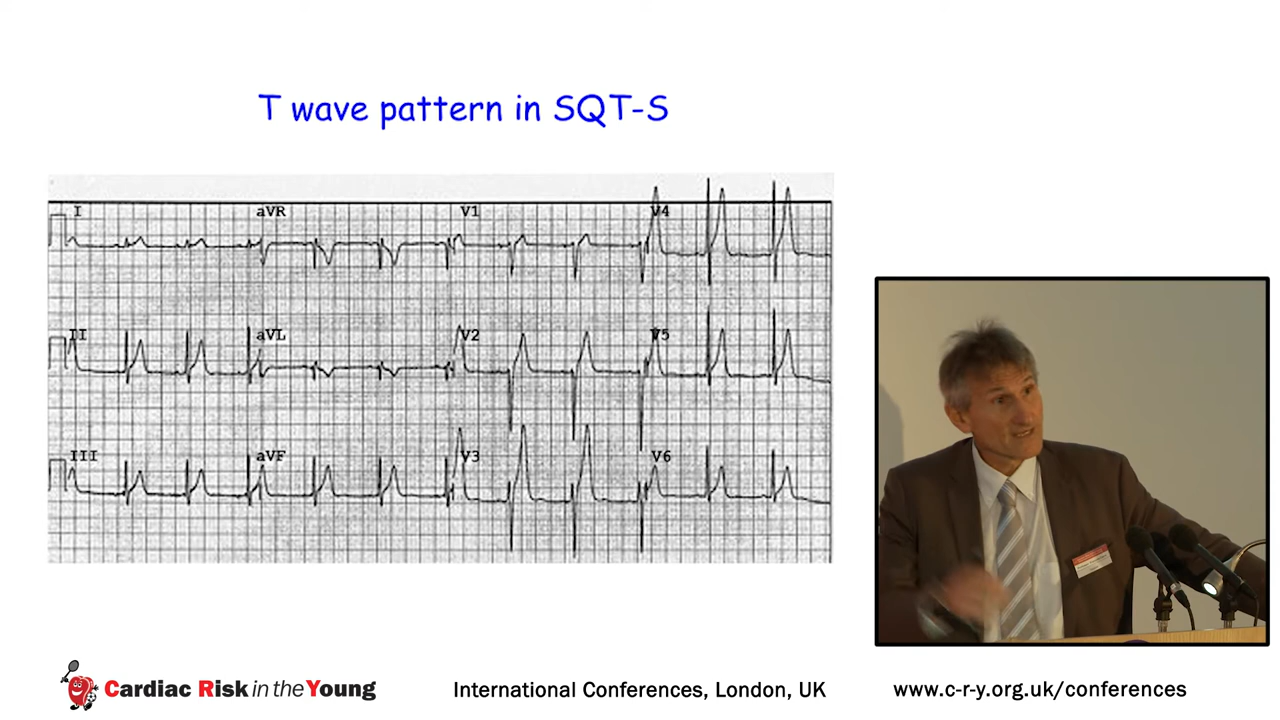 T wave pattern in SQT-S
I aVR V1 V4
II aVL V2 V5
III aVF V3 V6
Cardiac Risk in the Young
International Conferences, London, UK
www.c-r-y.org.uk/conferences